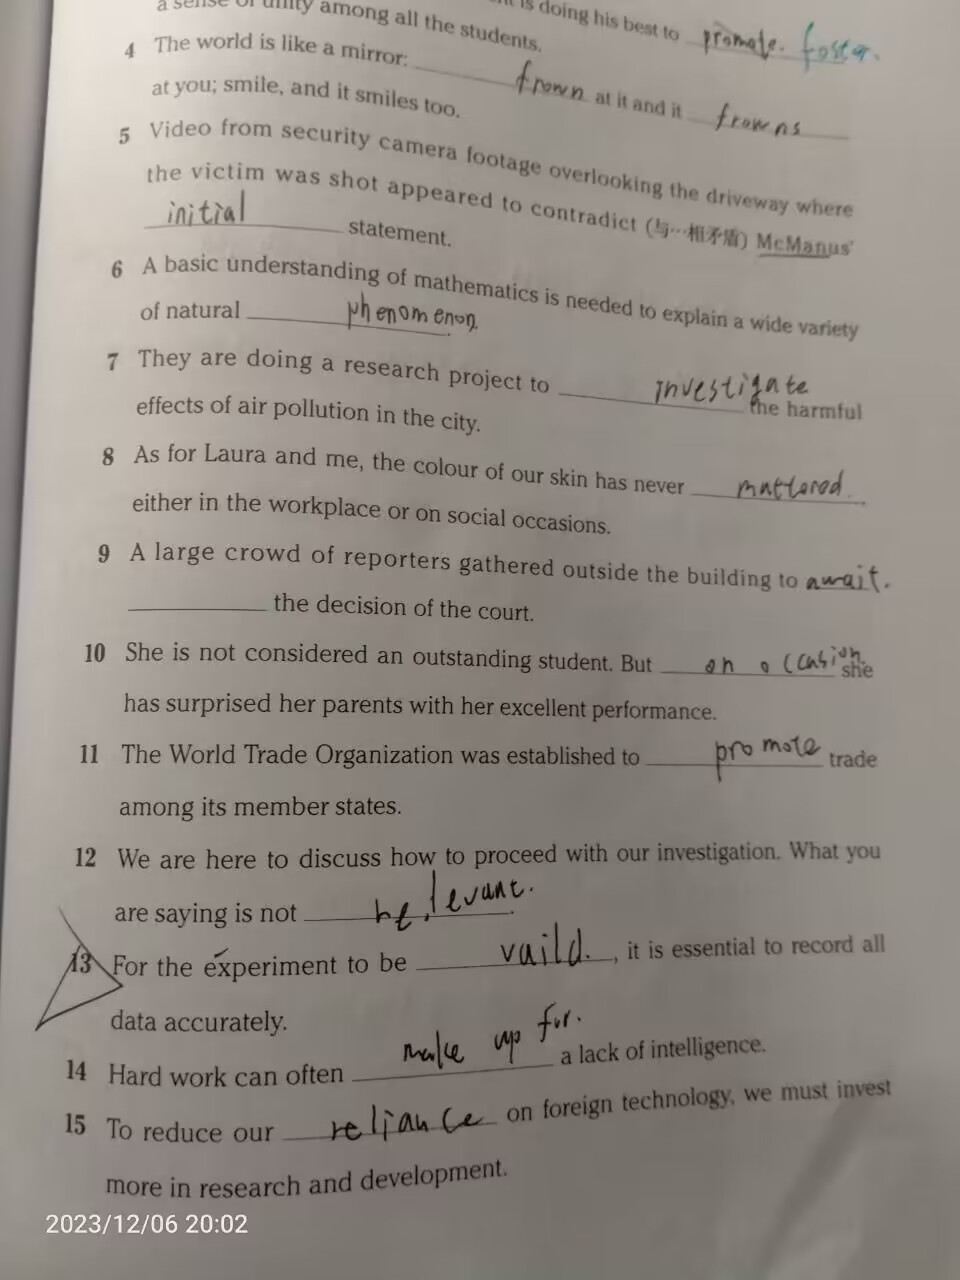 is doing his best to promote. foster.
a sense of unity among all the students.
4 The world is like a mirror: frown at it and it frowns
at you; smile, and it smiles too.
5 Video from security camera footage overlooking the driveway where
the victim was shot appeared to contradict (与…相矛盾) McManus'
initial statement.
6 A basic understanding of mathematics is needed to explain a wide variety
of natural phenomenon.
7 They are doing a research project to investigate the harmful
effects of air pollution in the city.
8 As for Laura and me, the colour of our skin has never mattered.
either in the workplace or on social occasions.
9 A large crowd of reporters gathered outside the building to await.
the decision of the court.
10 She is not considered an outstanding student. But on occasion. she
has surprised her parents with her excellent performance.
11 The World Trade Organization was established to promote trade
among its member states.
12 We are here to discuss how to proceed with our investigation. What you
are saying is not relevant.
13 For the experiment to be vaild., it is essential to record all
data accurately.
14 Hard work can often make up for. a lack of intelligence.
15 To reduce our reliance on foreign technology, we must invest
more in research and development.
2023/12/06 20:02